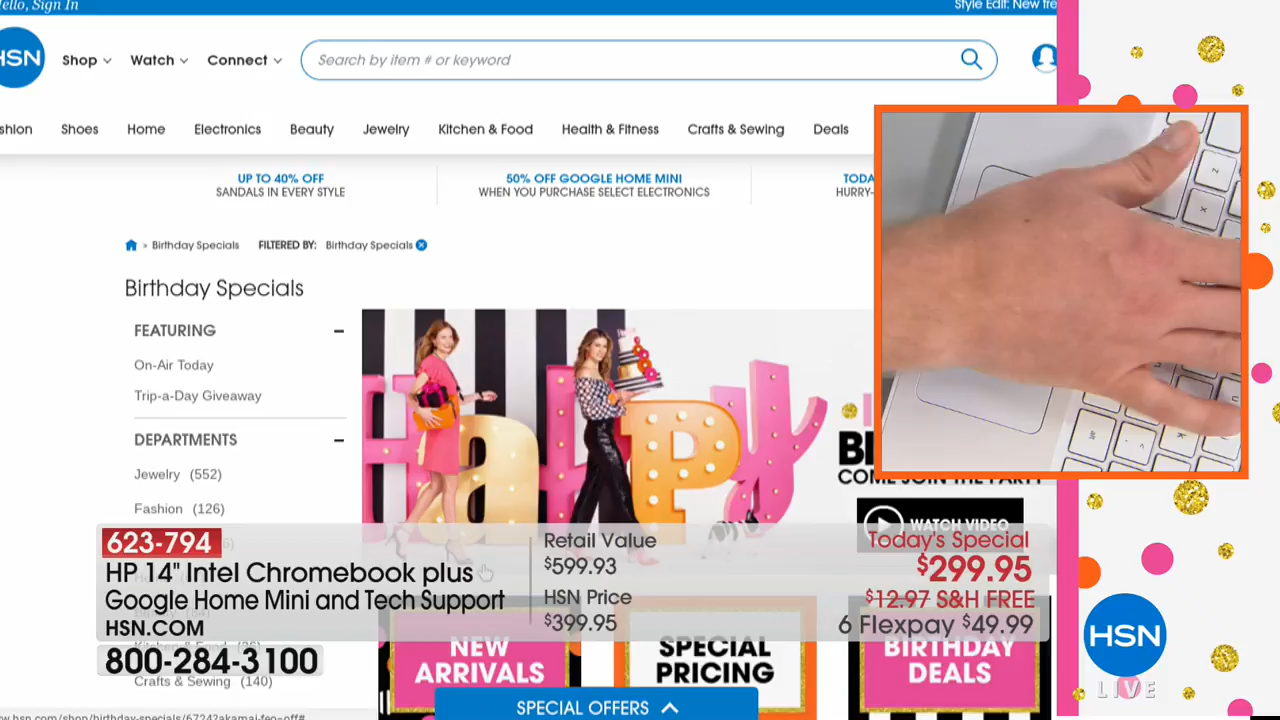 Hello, Sign In
Style Edit: New
HSN
Shop
Watch
Connect
Search by item # or keyword
Shoes
Home
Electronics
Beauty
Jewelry
Kitchen & Food
Health & Fitness
Crafts & Sewing
Deals
UP TO 40% OFF
SANDALS IN EVERY STYLE
50% OFF GOOGLE HOME MINI
WHEN YOU PURCHASE SELECT ELECTRONICS
> Birthday Specials
FILTERED BY: Birthday Specials
Birthday Specials
FEATURING
On-Air Today
Trip-a-Day Giveaway
DEPARTMENTS
Jewelry (552)
Fashion (126)
Crafts & Sewing (140)
Happy
COME JOIN THE PARTY
WATCH VIDEO
623-794
HP 14" Intel Chromebook plus
Google Home Mini and Tech Support
HSN.COM
800-284-3100
Retail Value
$599.93
HSN Price
$399.95
Today's Special
$299.95
$12.97 S&H FREE
6 Flexpay $49.99
NEW
ARRIVALS
SPECIAL
PRICING
BIRTHDAY
DEALS
SPECIAL OFFERS
Z
X
HSN
LIVE